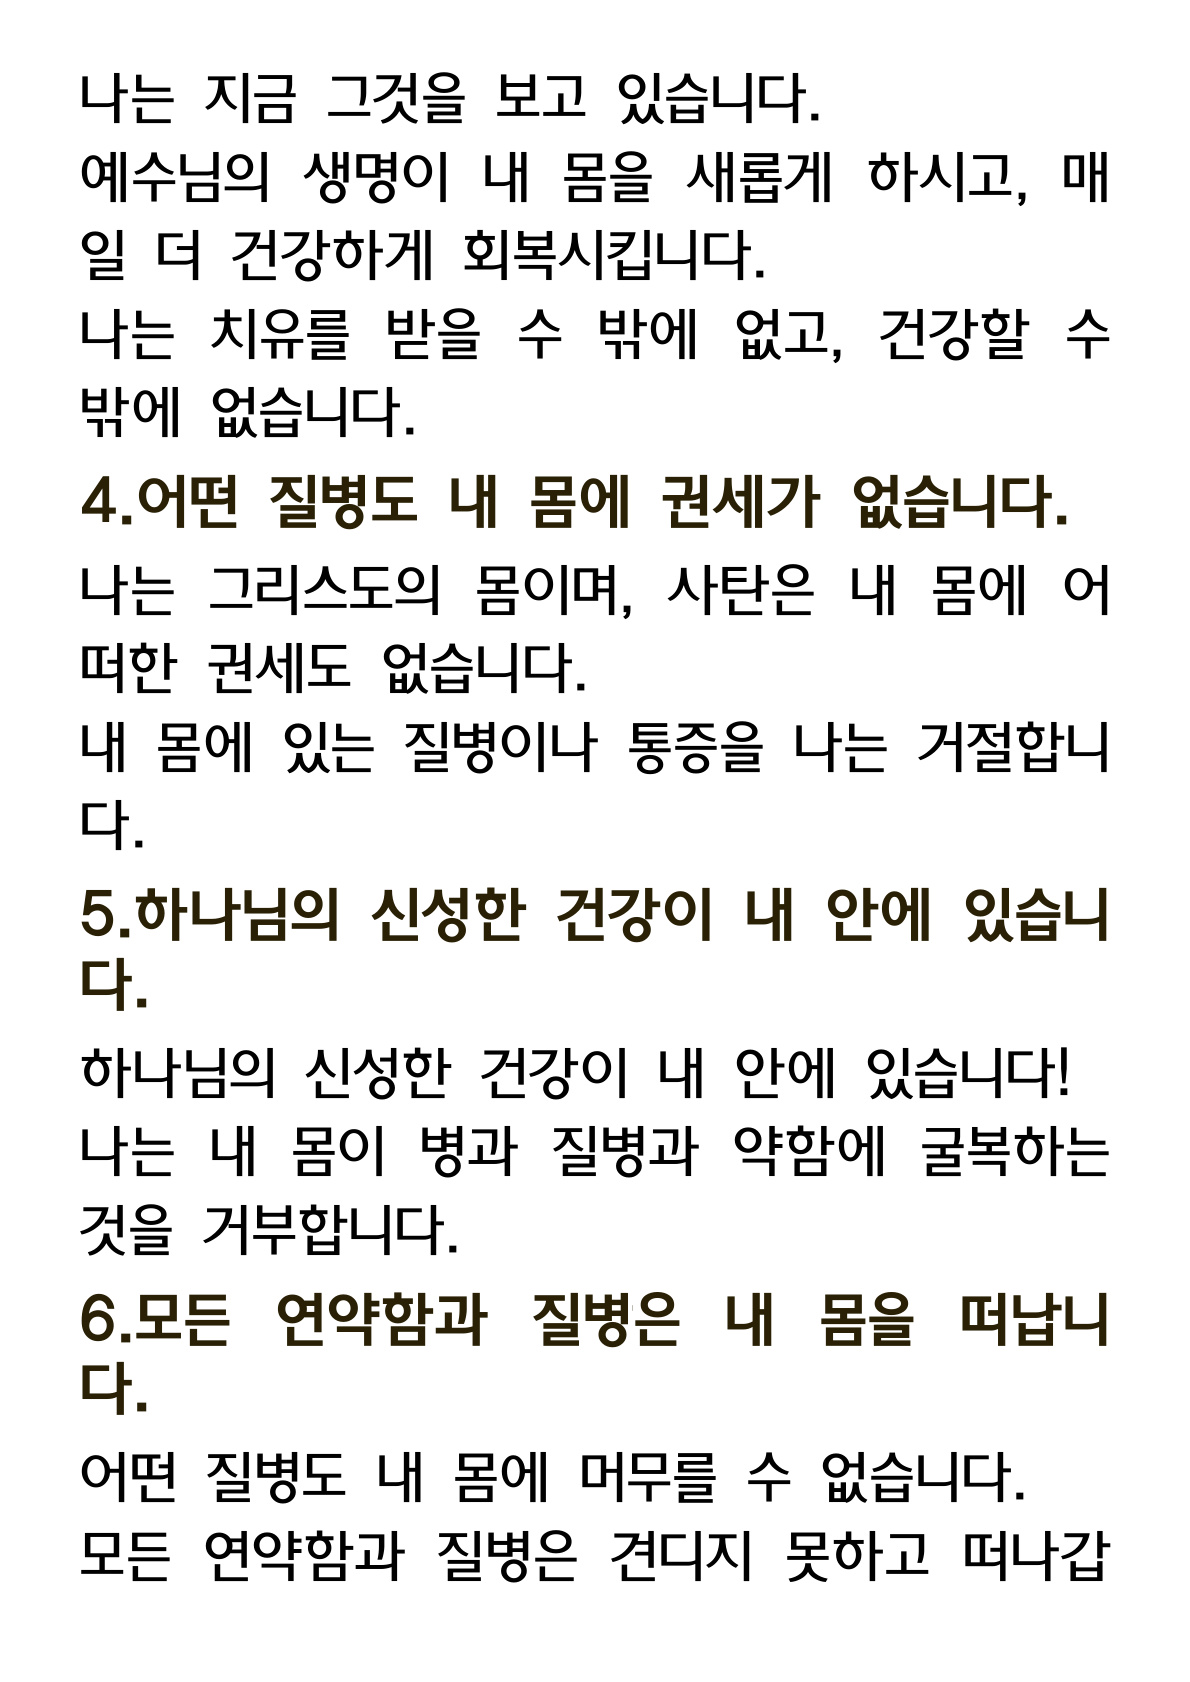 나는 지금 그것을 보고 있습니다.
예수님의 생명이 내 몸을 새롭게 하시고, 매
일 더 건강하게 회복시킵니다.
나는 치유를 받을 수 밖에 없고, 건강할 수
밖에 없습니다.
4.어떤 질병도 내 몸에 권세가 없습니다.
나는 그리스도의 몸이며, 사탄은 내 몸에 어
떠한 권세도 없습니다.
내 몸에 있는 질병이나 통증을 나는 거절합니
다.
5.하나님의 신성한 건강이 내 안에 있습니
다.
하나님의 신성한 건강이 내 안에 있습니다!
나는 내 몸이 병과 질병과 약함에 굴복하는
것을 거부합니다.
6.모든 연약함과 질병은 내 몸을 떠납니
다.
어떤 질병도 내 몸에 머무를 수 없습니다.
모든 연약함과 질병은 견디지 못하고 떠나갑